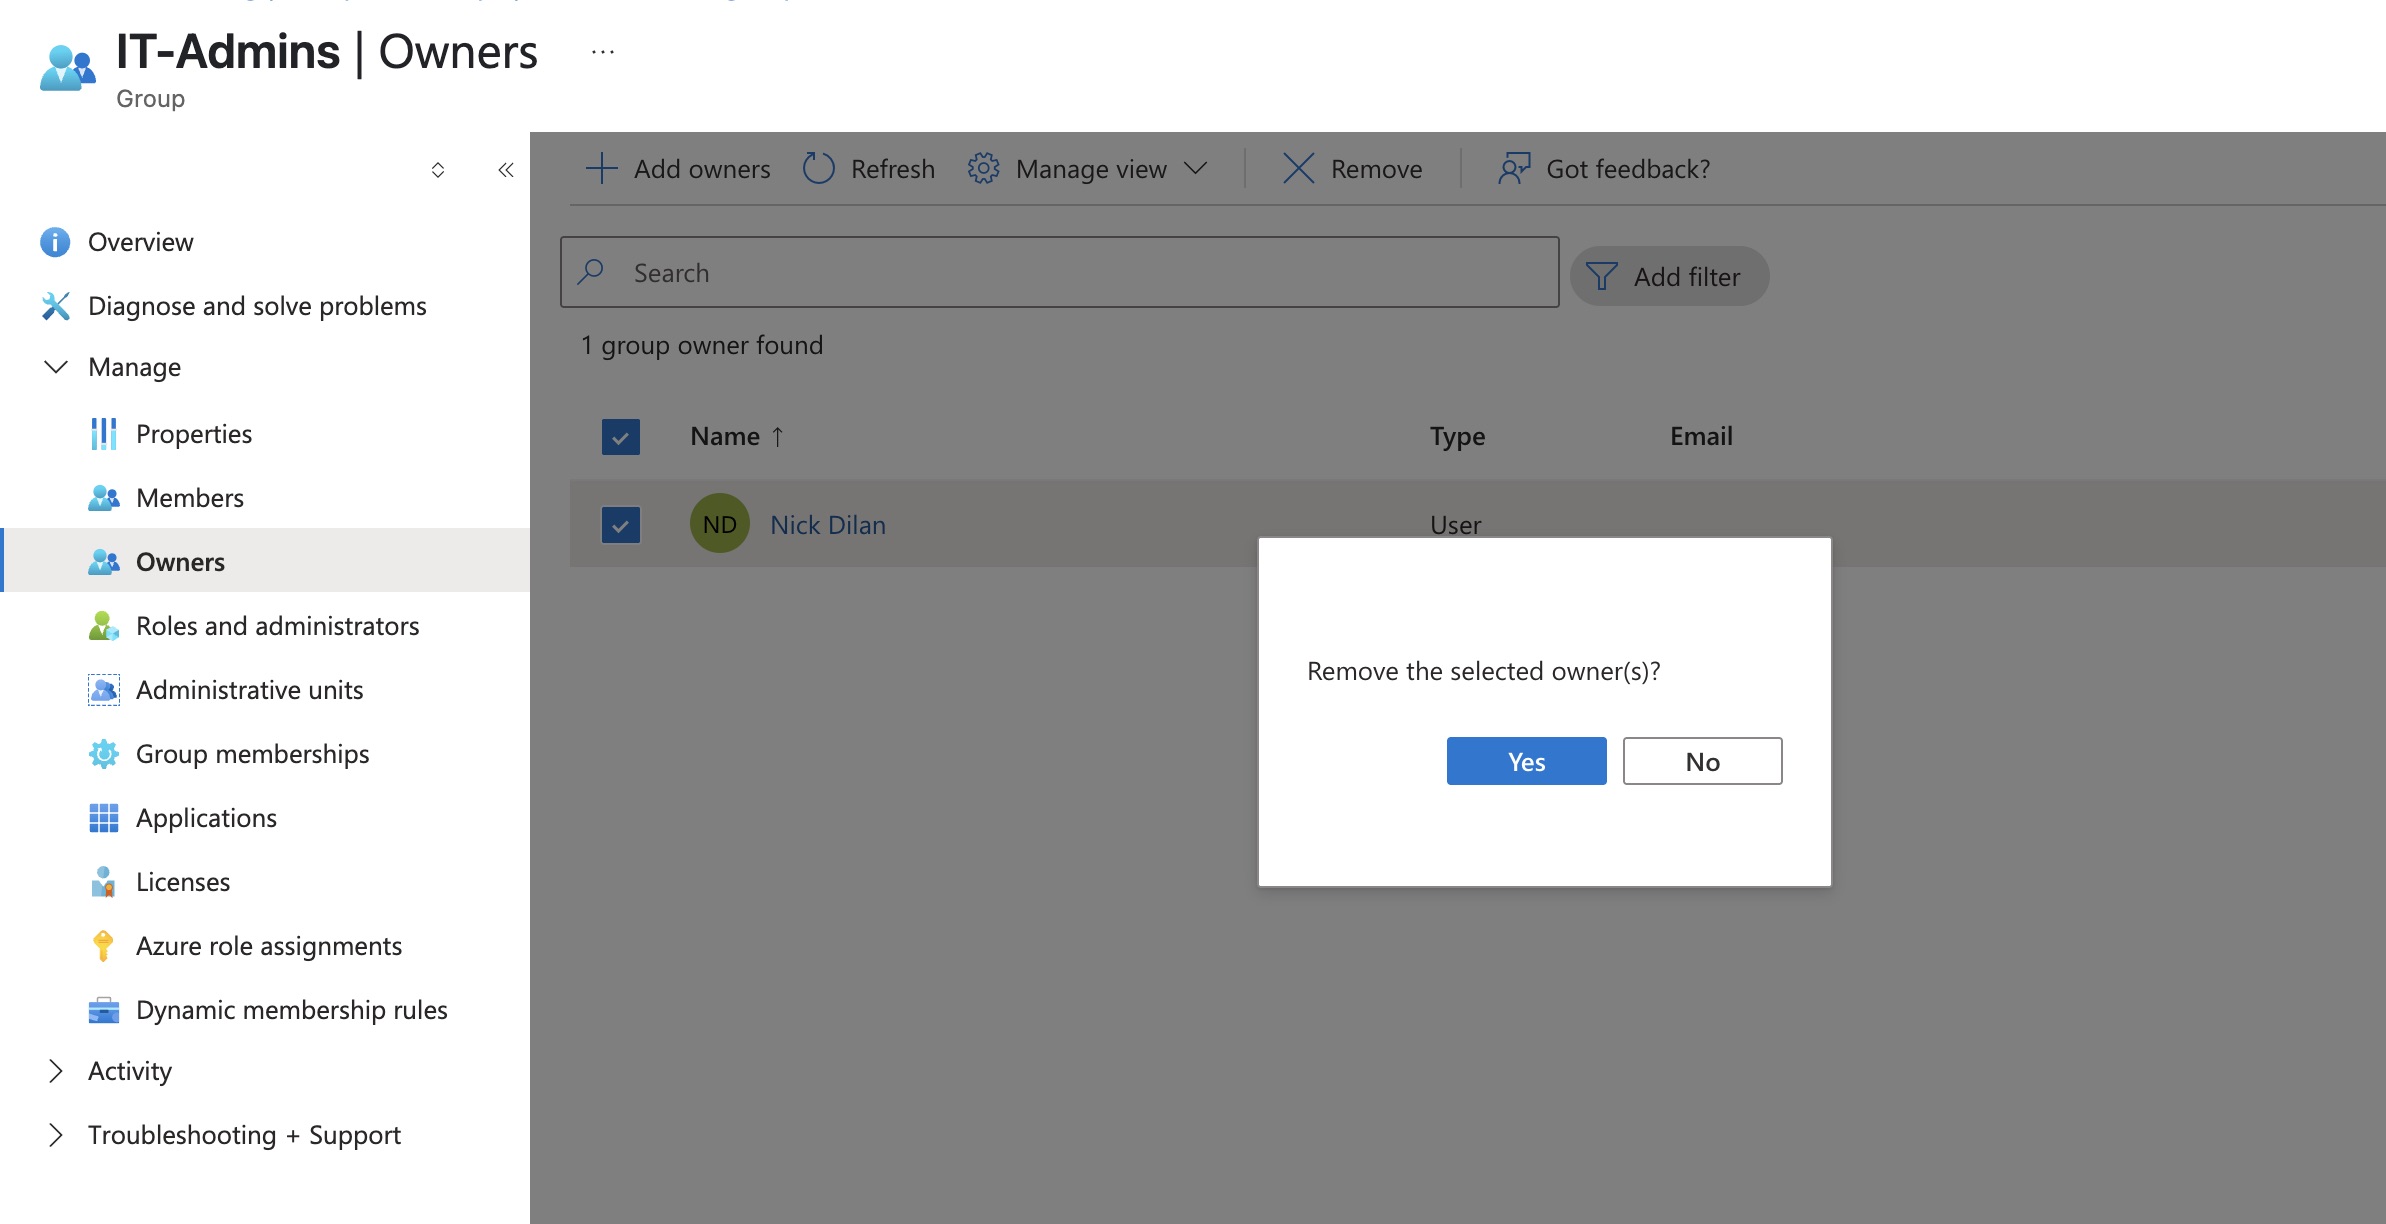 IT-Admins | Owners ...
Group
Overview
Diagnose and solve problems
Manage
Properties
Members
Owners
Roles and administrators
Administrative units
Group memberships
Applications
Licenses
Azure role assignments
Dynamic membership rules
Activity
Troubleshooting + Support
Add owners Refresh Manage view Remove Got feedback?
Search Add filter
1 group owner found
Name ↑ Type Email
ND Nick Dilan User
Remove the selected owner(s)?
Yes No